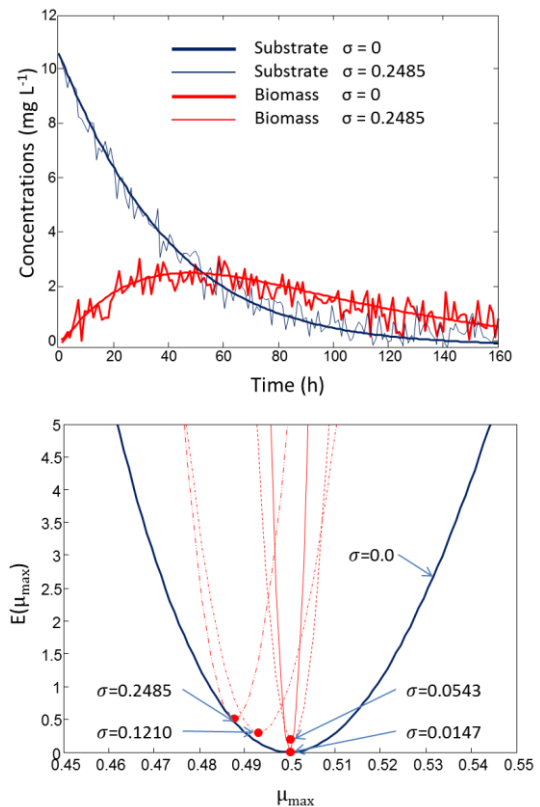 12
10
8
6
4
2
0
Concentrations (mg L-1)
Substrate σ = 0
Substrate σ = 0.2485
Biomass σ = 0
Biomass σ = 0.2485
0 20 40 60 80 100 120 140 160
Time (h)
5
4.5
4
3.5
3
2.5
2
1.5
1
0.5
0
E(μmax)
σ=0.0
σ=0.2485
σ=0.0543
σ=0.1210
σ=0.0147
0.45 0.46 0.47 0.48 0.49 0.5 0.51 0.52 0.53 0.54 0.55
μmax